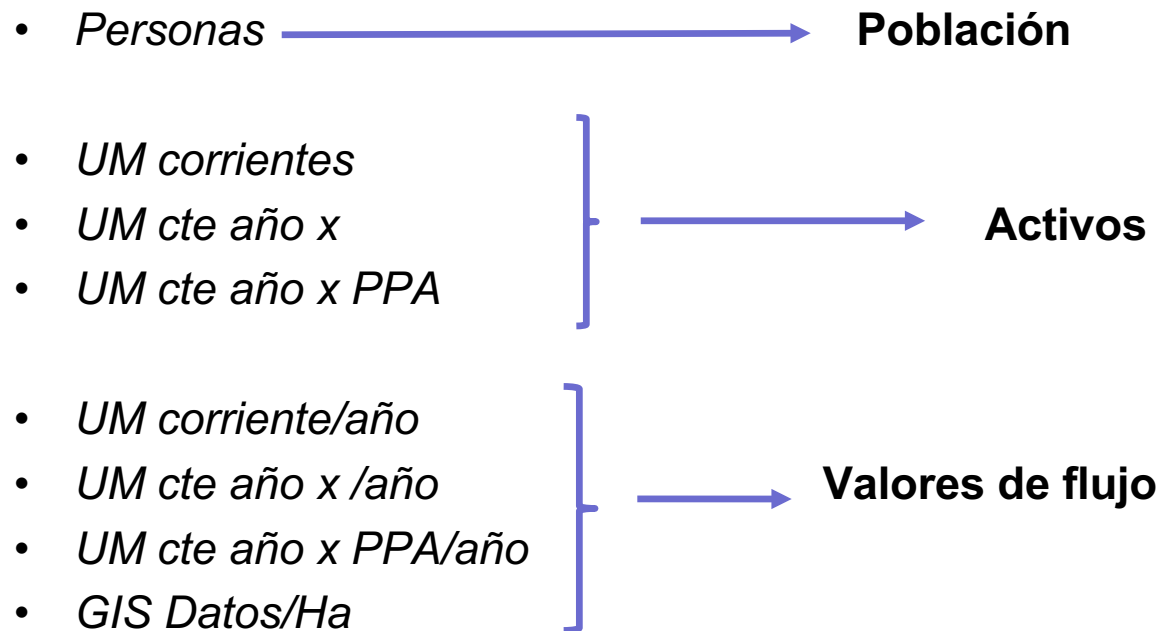 • Personas Población
• UM corrientes
• UM cte año x Activos
• UM cte año x PPA
• UM corriente/año
• UM cte año x /año Valores de flujo
• UM cte año x PPA/año
• GIS Datos/Ha